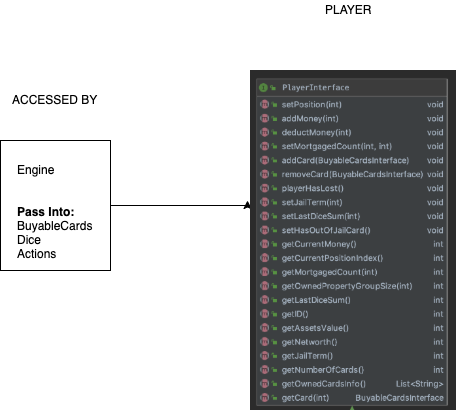 PLAYER
ACCESSED BY
Engine
Pass Into:
BuyableCards
Dice
Actions
PlayerInterface
setPosition(int) void
addMoney(int) void
deductMoney(int) void
setMortgagedCount(int, int) void
addCard(BuyableCardsInterface) void
removeCard(BuyableCardsInterface) void
playerHasLost() void
setJailTerm(int) void
setLastDiceSum(int) void
setHasOutOfJailCard() void
getCurrentMoney() int
getCurrentPositionIndex() int
getMortgagedCount(int) int
getOwnedPropertyGroupSize(int) int
getLastDiceSum() int
getID() int
getAssetsValue() int
getNetworth() int
getJailTerm() int
getNumberOfCards() int
getOwnedCardsInfo() List<String>
getCard(int) BuyableCardsInterface